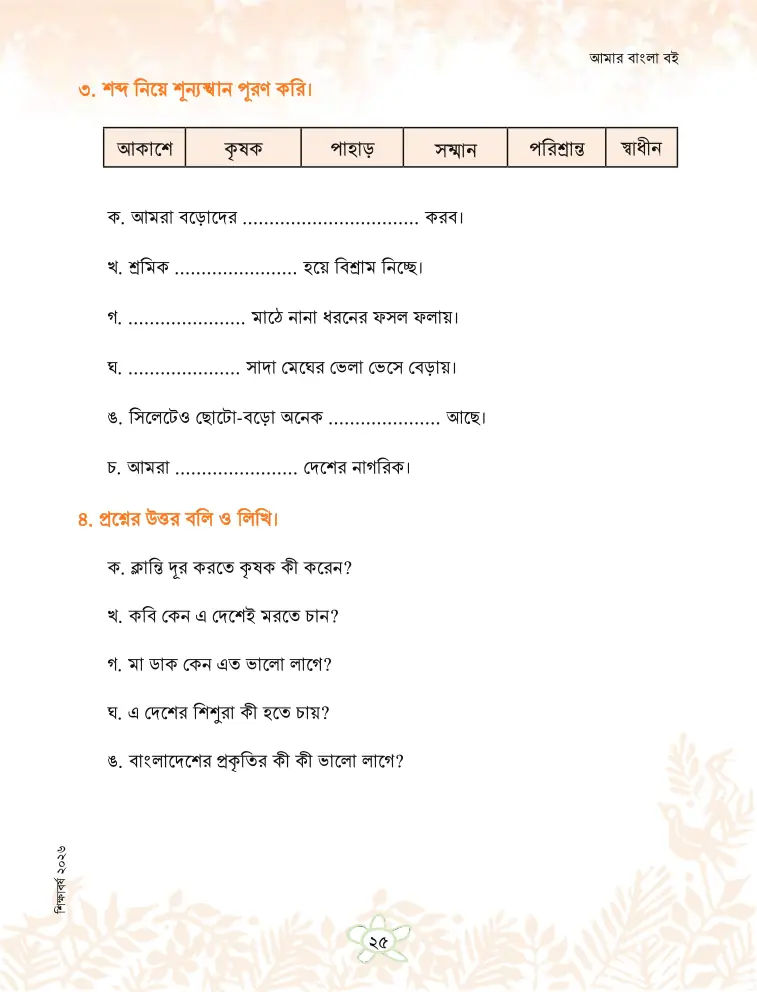 আমার বাংলা বই
৩. শব্দ নিয়ে শূন্যস্থান পূরণ করি।
আকাশে কৃষক পাহাড় সম্মান পরিশ্রান্ত স্বাধীন
ক. আমরা বড়োদের ................................. করব।
খ. শ্রমিক ....................... হয়ে বিশ্রাম নিচ্ছে।
গ. ...................... মাঠে নানা ধরনের ফসল ফলায়।
ঘ. ..................... সাদা মেঘের ভেলা ভেসে বেড়ায়।
ঙ. সিলেটেও ছোটো-বড়ো অনেক ..................... আছে।
চ. আমরা ....................... দেশের নাগরিক।
৪. প্রশ্নের উত্তর বলি ও লিখি।
ক. ক্লান্তি দূর করতে কৃষক কী করেন?
খ. কবি কেন এ দেশেই মরতে চান?
গ. মা ডাক কেন এত ভালো লাগে?
ঘ. এ দেশের শিশুরা কী হতে চায়?
ঙ. বাংলাদেশের প্রকৃতির কী কী ভালো লাগে?
শিক্ষাবর্ষ ২০২৬
২৫